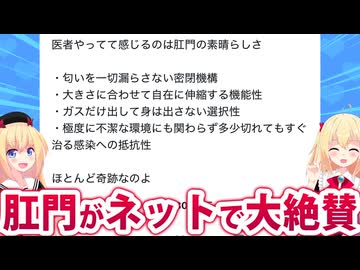 医者やってて感じるのは肛門の素晴らしさ
・匂いを一切漏らさない密閉機構
・大きさに合わせて自在に伸縮する機能性
・ガスだけ出して身は出さない選択性
・極度に不潔な環境にも関わらず多少切れてもすぐ
治る感染への抵抗性
ほとんど奇跡なのよ
肛門がネットで大絶賛